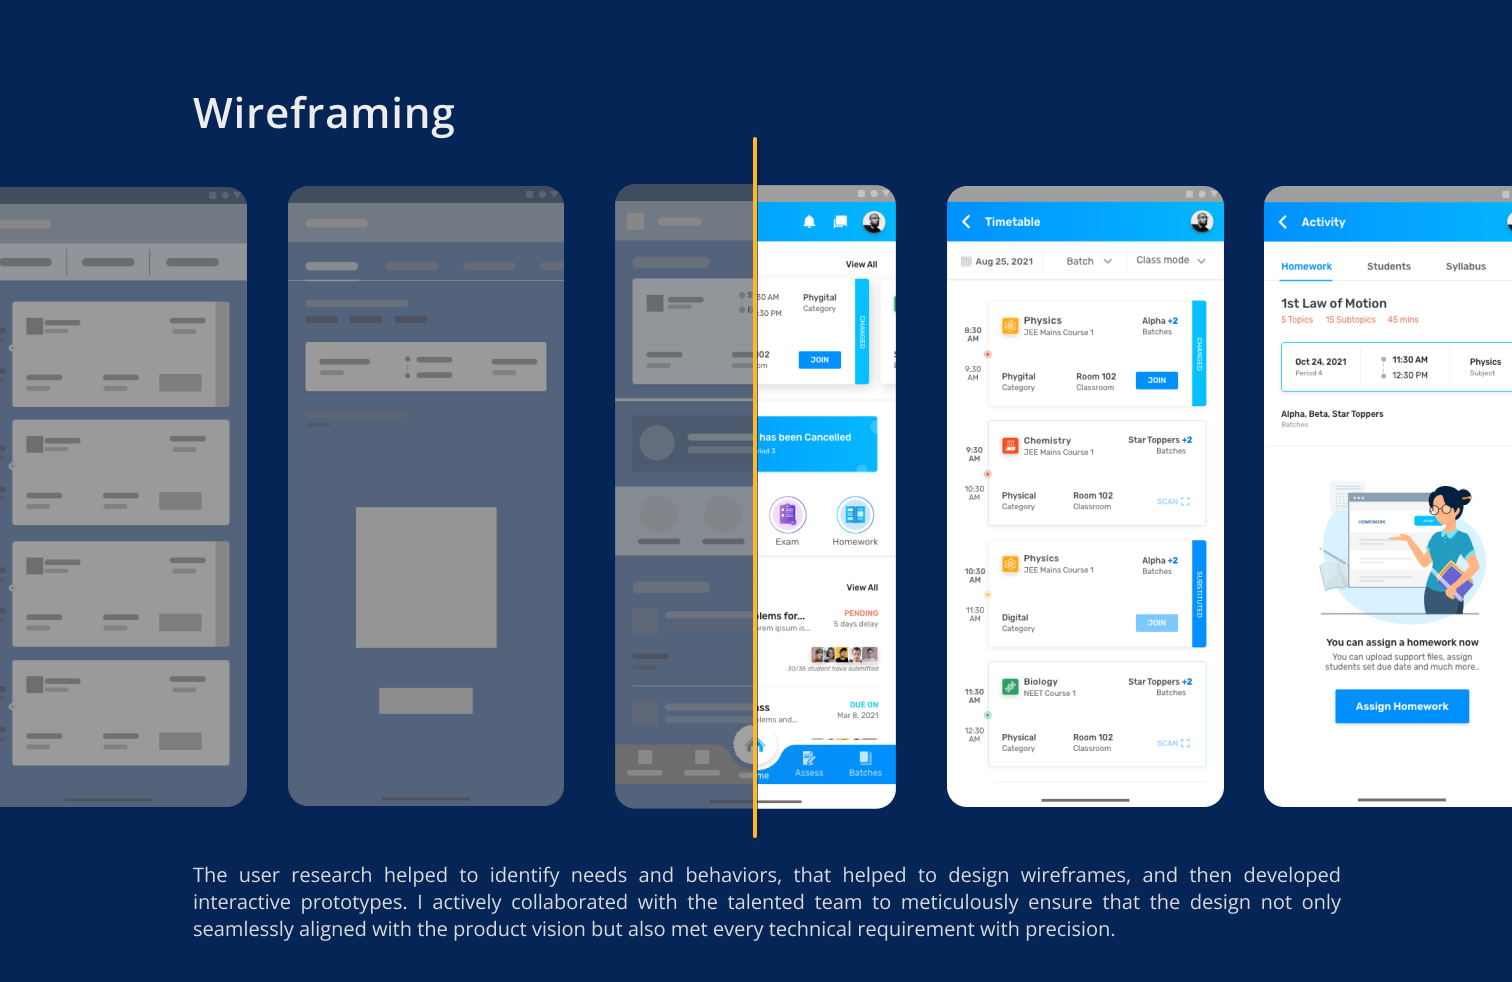 Wireframing
View All
30 AM
:30 PM
Phygital
Category
CHANGED
02
JOIN
has been Cancelled
Exam
Homework
View All
lems for...
PENDING
rem ipsum is...
5 days delay
30/35 student have submitted
ass
DUE ON
lems and...
Mar 8, 2021
me
Assess
Batches
Timetable
Aug 25, 2021
Batch
Class mode
8:30
AM
9:30
AM
Physics
JEE Mains Course 1
Alpha +2
Batches
Phygital
Category
Room 102
Classroom
JOIN
CHANGED
9:30
AM
10:30
AM
Chemistry
JEE Mains Course 1
Star Toppers +2
Batches
Physical
Category
Room 102
Classroom
SCAN
10:30
AM
11:30
AM
Physics
JEE Mains Course 1
Alpha +2
Batches
Digital
Category
JOIN
SUBSTITUTED
11:30
AM
12:30
AM
Biology
NEET Course 1
Star Toppers +2
Batches
Physical
Category
Room 102
Classroom
SCAN
Activity
Homework
Students
Syllabus
1st Law of Motion
5 Topics 15 Subtopics 45 mins
Oct 24, 2021
Period 4
11:30 AM
12:30 PM
Physics
Subject
Alpha, Beta, Star Toppers
Batches
HOMEWORK
You can assign a homework now
You can upload support files, assign
students set due date and much more..
Assign Homework
The user research helped to identify needs and behaviors, that helped to design wireframes, and then developed
interactive prototypes. I actively collaborated with the talented team to meticulously ensure that the design not only
seamlessly aligned with the product vision but also met every technical requirement with precision.